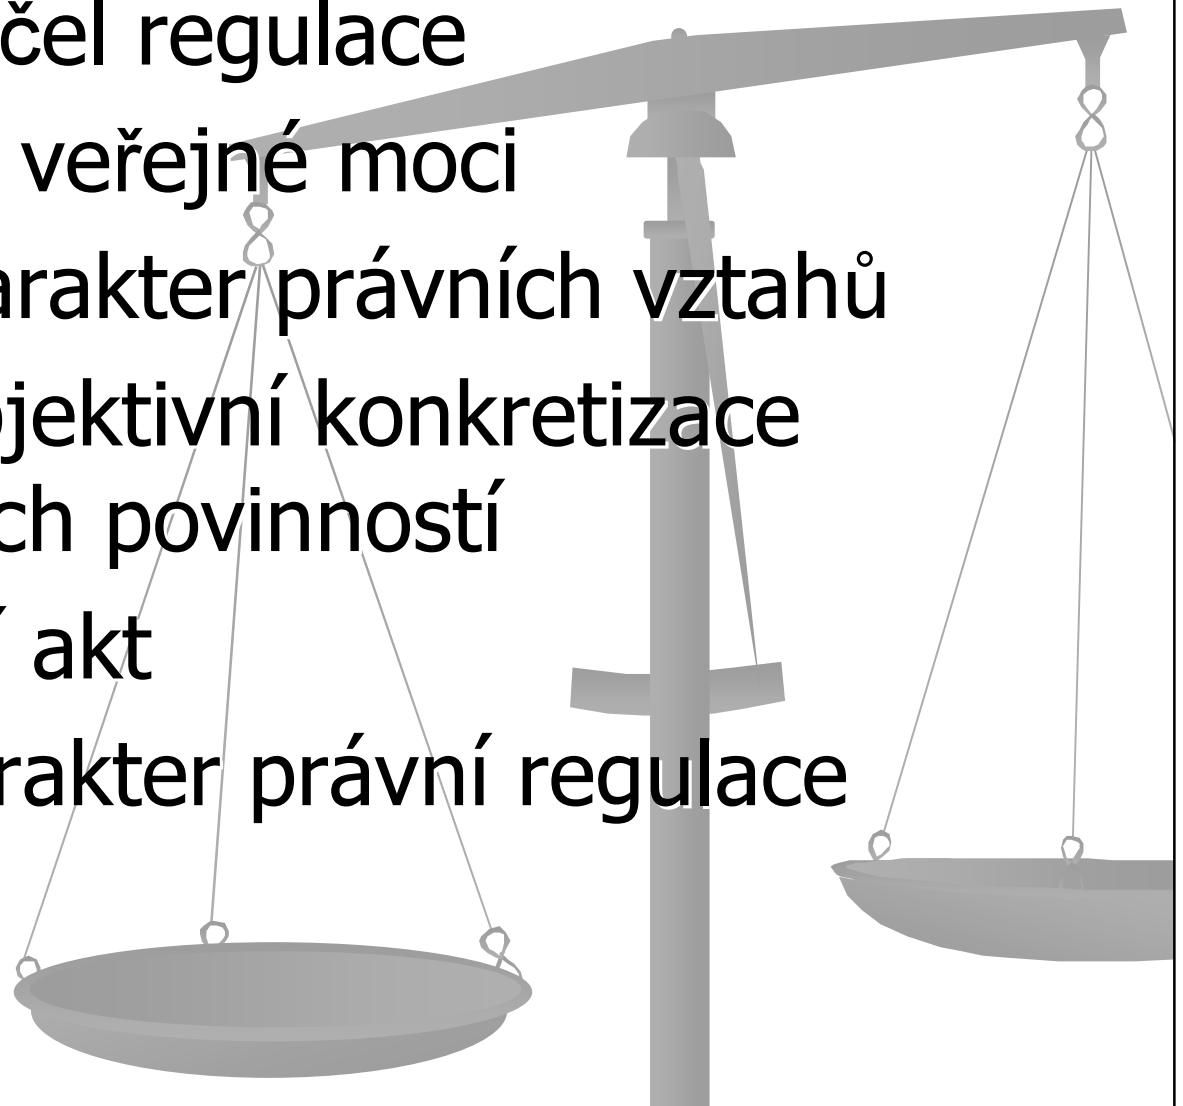 čel regulace
veřejné moci
arakter právních vztahů
jektivní konkretizace
ch povinností
akt
rakter právní regulace